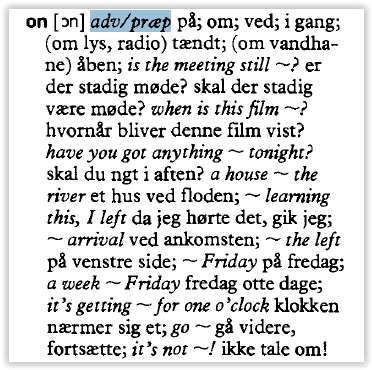 on [ɔn] adv/præp på; om; ved; i gang;
(om lys, radio) tændt; (om vandha-
ne) åben; is the meeting still ~? er
der stadig møde? skal der stadig
være møde? when is this film ~?
hvornår bliver denne film vist?
have you got anything ~ tonight?
skal du ngt i aften? a house ~ the
river et hus ved floden; ~ learning
this, I left da jeg hørte det, gik jeg;
~ arrival ved ankomsten; ~ the left
på venstre side; ~ Friday på fredag;
a week ~ Friday fredag otte dage;
it's getting ~ for one o'clock klokken
nærmer sig et; go ~ gå videre,
fortsætte; it's not ~! ikke tale om!